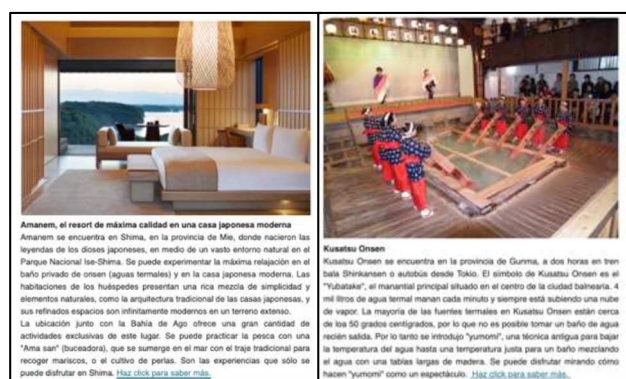 Amanem, el resort de máxima calidad en una casa japonesa moderna
Amanem se encuentra en Shima, en la provincia de Mie, donde nacieron las
leyendas de los dioses japoneses, en medio de un vasto entorno natural en el
Parque Nacional Ise-Shima. Se puede experimentar la máxima relajación en el
baño privado de onsen (aguas termales) y en la casa japonesa moderna. Las
habitaciones de los huéspedes presentan una rica mezcla de simplicidad y
elementos naturales, como la arquitectura tradicional de las casas japonesas, y
sus refinados espacios son infinitamente modernos en un terreno extenso.
La ubicación junto con la Bahía de Ago ofrece una gran cantidad de
actividades exclusivas de este lugar. Se puede practicar la pesca con una
"Ama san" (buceadora), que se sumerge en el mar con el traje tradicional para
recoger mariscos, o el cultivo de perlas. Son las experiencias que sólo se
puede disfrutar en Shima. Haz click para saber más.
Kusatsu Onsen
Kusatsu Onsen se encuentra en la provincia de Gunma, a dos horas en tren
bala Shinkansen o autobús desde Tokio. El símbolo de Kusatsu Onsen es el
"Yubatake", el manantial principal situado en el centro de la ciudad balnearia. 4
mil litros de agua termal manan cada minuto y siempre está subiendo una nube
de vapor. La mayoría de las fuentes termales en Kusatsu Onsen están cerca
de loa 50 grados centigrados, por lo que no es posible tomar un baño de agua
recién salida. Por lo tanto se introdujo "yumomi", una técnica antigua para bajar
la temperatura del agua hasta una temperatura justa para un baño mezclando
el agua con una tablas largas de madera. Se puede disfrutar mirando cómo
hacen "yumomi" como un espectáculo. Haz click para saber más.